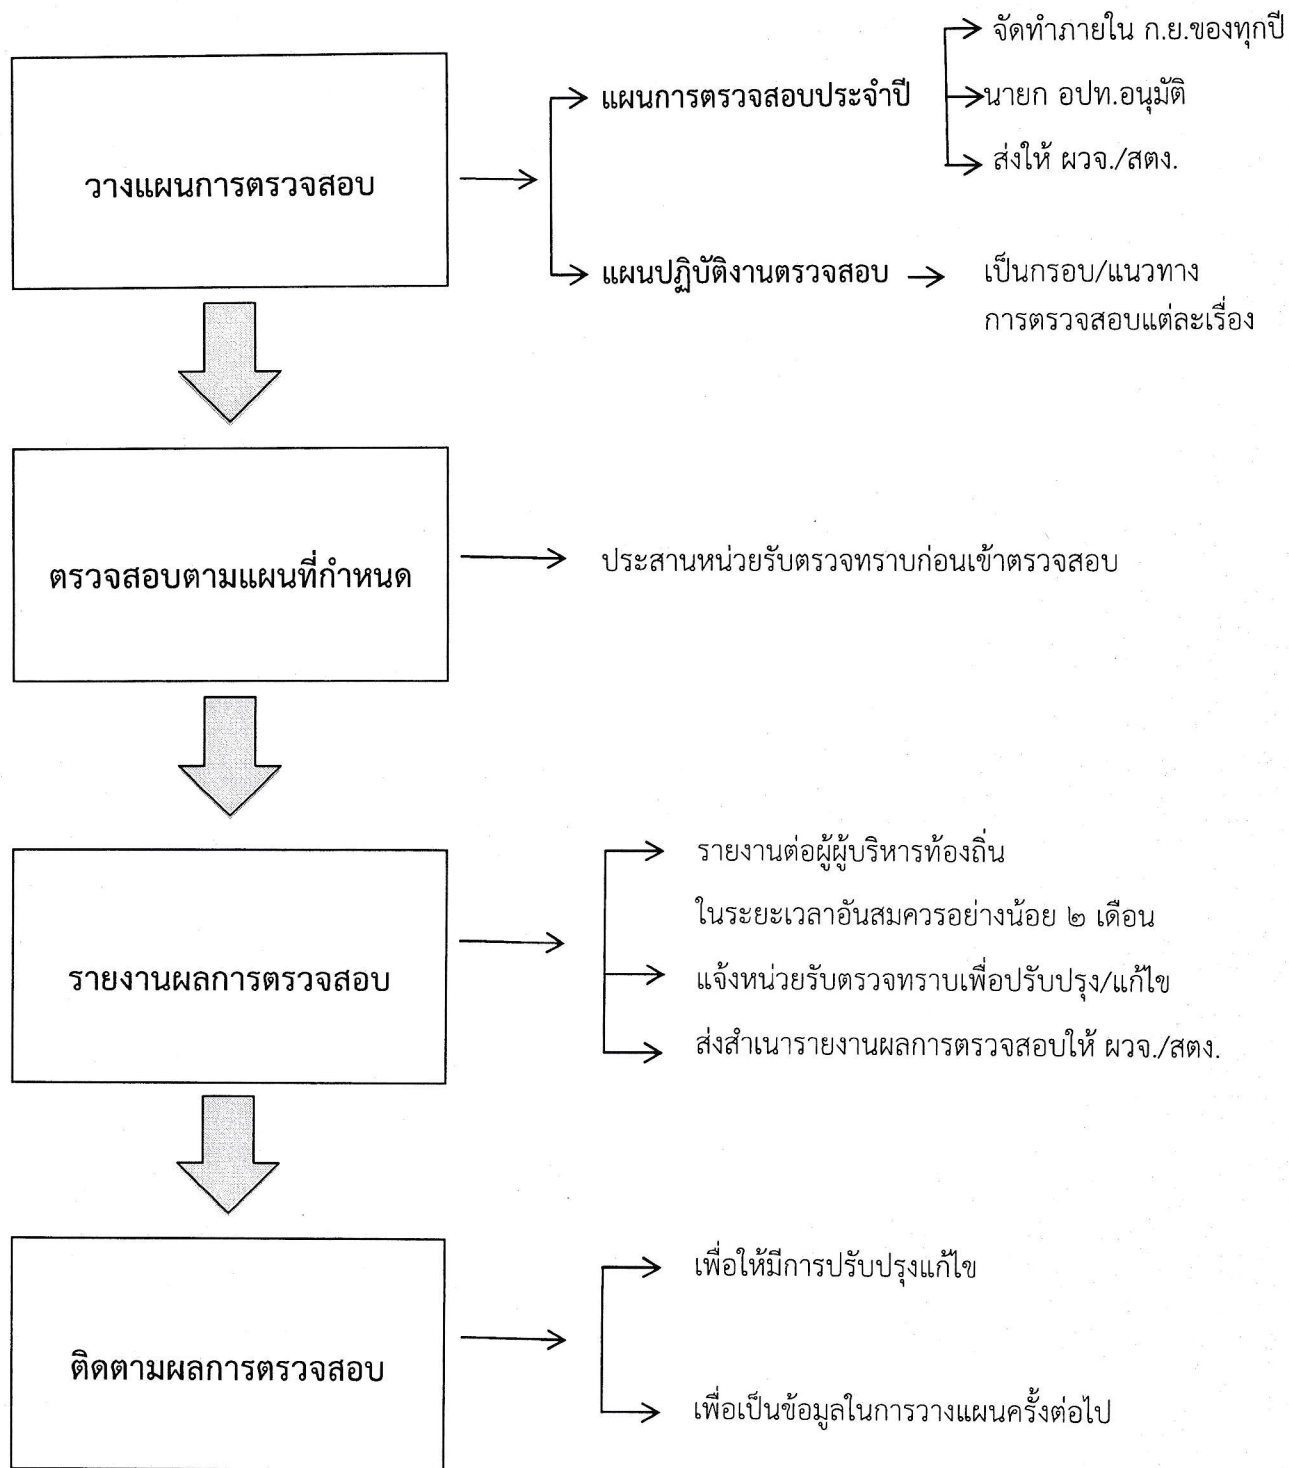 จัดทำภายใน ก.ย.ของทุกปี
แผนการตรวจสอบประจำปี
นายก อปท.อนุมัติ
ส่งให้ ผวจ./สตง.
วางแผนการตรวจสอบ
แผนปฏิบัติงานตรวจสอบ
เป็นกรอบ/แนวทาง
การตรวจสอบแต่ละเรื่อง
ตรวจสอบตามแผนที่กำหนด
ประสานหน่วยรับตรวจทราบก่อนเข้าตรวจสอบ
รายงานผลการตรวจสอบ
รายงานต่อผู้ผู้บริหารท้องถิ่น
ในระยะเวลาอันสมควรอย่างน้อย ๒ เดือน
แจ้งหน่วยรับตรวจทราบเพื่อปรับปรุง/แก้ไข
ส่งสำเนารายงานผลการตรวจสอบให้ ผวจ./สตง.
ติดตามผลการตรวจสอบ
เพื่อให้มีการปรับปรุงแก้ไข
เพื่อเป็นข้อมูลในการวางแผนครั้งต่อไป